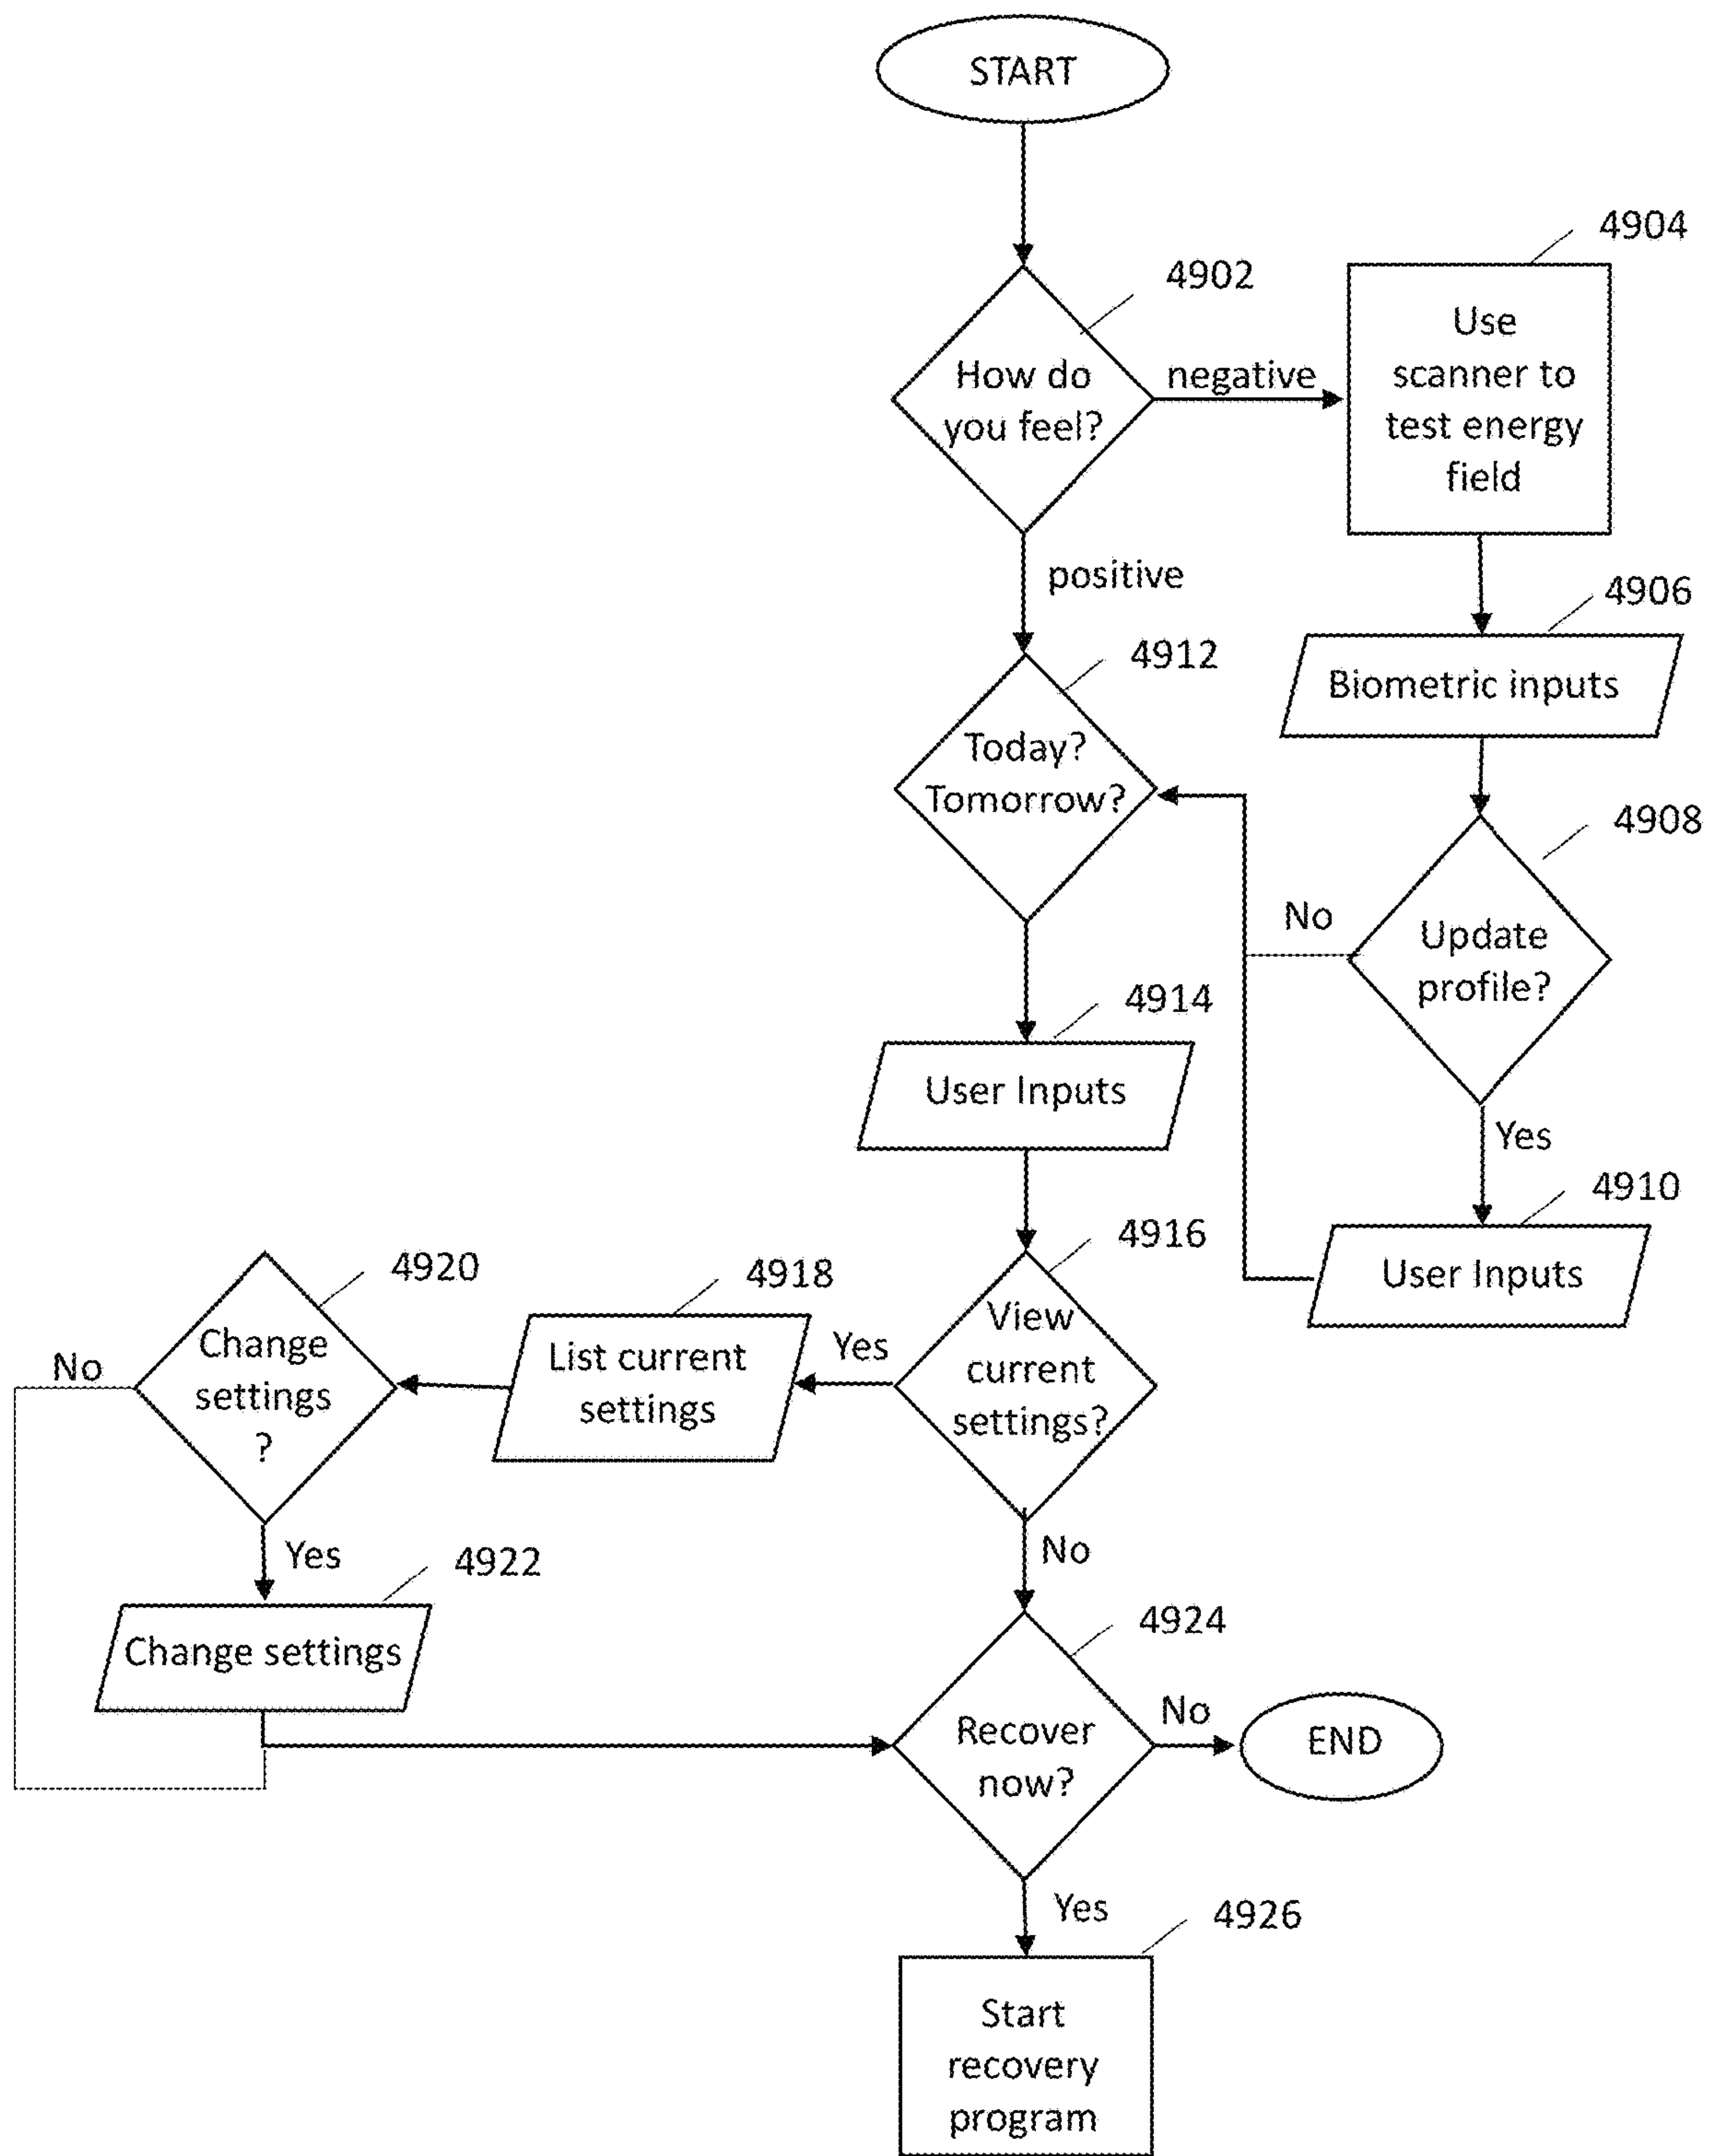 START
4902
4904
How do
you feel?
negative
Use
scanner to
test energy
field
positive
4906
Biometric inputs
4912
Today?
Tomorrow?
4908
Update
profile?
No
Yes
4914
User Inputs
4910
User Inputs
4916
View
current
settings?
Yes
4918
List current
settings
4920
Change
settings
?
No
Yes
4922
Change settings
No
4924
Recover
now?
No
END
Yes
4926
Start
recovery
program